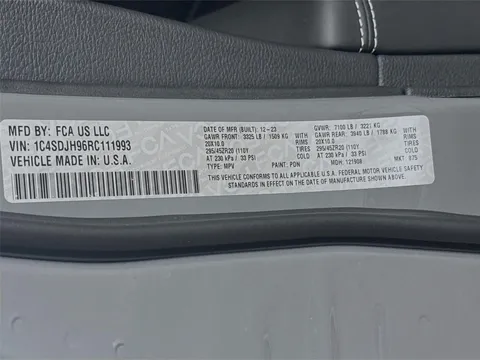 MFD BY: FCA US LLC
VIN: 1C4SDJH96RC111993
VEHICLE MADE IN: U.S.A.
DATE OF MFR (BUILT): 12-23
GVWR: 7100 LB / 3221 KG
GAWR FRONT: 3325 LB / 1509 KG WITH
GAWR REAR: 3940 LB / 1788 KG WITH
20X10.0 RIMS
20X10.0 RIMS
295/45ZR20 (110Y TIRES
295/45ZR20 (110Y TIRES
AT 230 kPa / 33 PSI COLD
AT 230 kPa / 33 PSI COLD
TYPE: MPV PAINT: PDN MDH: 121908 MKT: R75
THIS VEHICLE CONFORMS TO ALL APPLICABLE U.S.A. FEDERAL MOTOR VEHICLE SAFETY
STANDARDS IN EFFECT ON THE DATE OF MANUFACTURE SHOWN ABOVE.